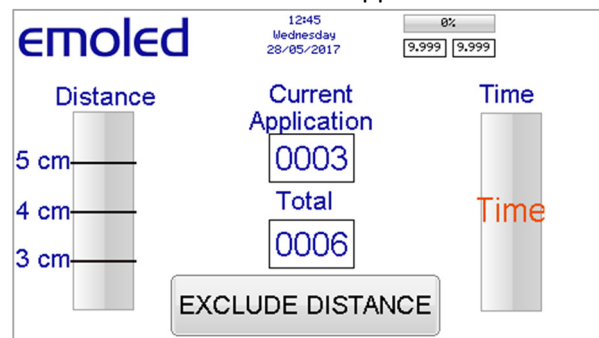 emoled
12:45
Wednesday
28/05/2017
0%
9.999 9.999
Distance
5 cm
4 cm
3 cm
Current
Application
0003
Total
0006
EXCLUDE DISTANCE
Time
Time